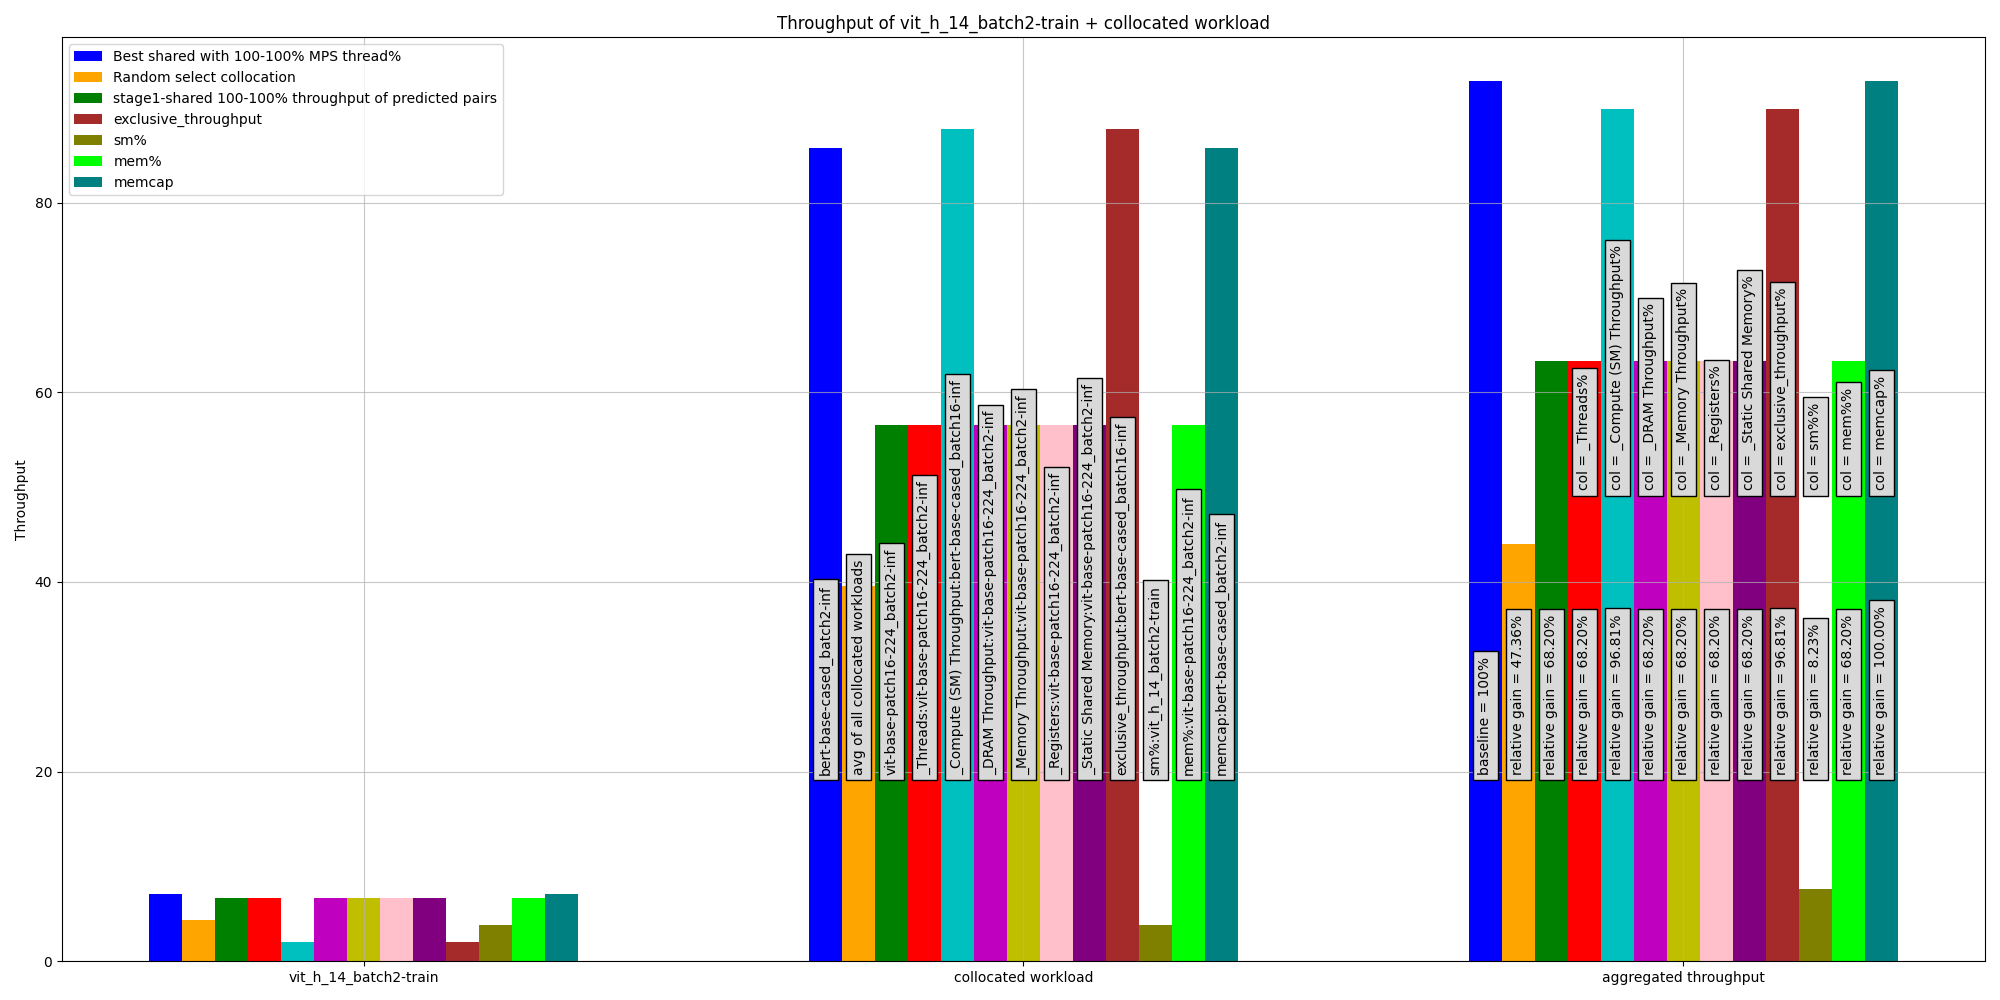 Throughput of vit_h_14_batch2-train + collocated workload
Best shared with 100-100% MPS thread%
Random select collocation
stage1-shared 100-100% throughput of predicted pairs
exclusive_throughput
sm%
mem%
memcap
Throughput
80
60
40
20
0
bert-base-cased_batch2-inf
avg of all collocated workloads
vit-base-patch16-224_batch2-inf
_Threads:vit-base-patch16-224_batch2-inf
_Compute (SM) Throughput:bert-base-cased_batch16-inf
_DRAM Throughput:vit-base-patch16-224_batch2-inf
_Memory Throughput:vit-base-patch16-224_batch2-inf
_Registers:vit-base-patch16-224_batch2-inf
_Static Shared Memory:vit-base-patch16-224_batch2-inf
exclusive_throughput:bert-base-cased_batch16-inf
sm%:vit_h_14_batch2-train
mem%:vit-base-patch16-224_batch2-inf
memcap:bert-base-cased_batch2-inf
col = _Threads%
col = _Compute (SM) Throughput%
col = _DRAM Throughput%
col = _Memory Throughput%
col = _Registers%
col = _Static Shared Memory%
col = exclusive_throughput%
col = sm%%
col = mem%%
col = memcap%
baseline = 100%
relative gain = 47.36%
relative gain = 68.20%
relative gain = 68.20%
relative gain = 96.81%
relative gain = 68.20%
relative gain = 68.20%
relative gain = 68.20%
relative gain = 68.20%
relative gain = 96.81%
relative gain = 8.23%
relative gain = 68.20%
relative gain = 100.00%
vit_h_14_batch2-train
collocated workload
aggregated throughput